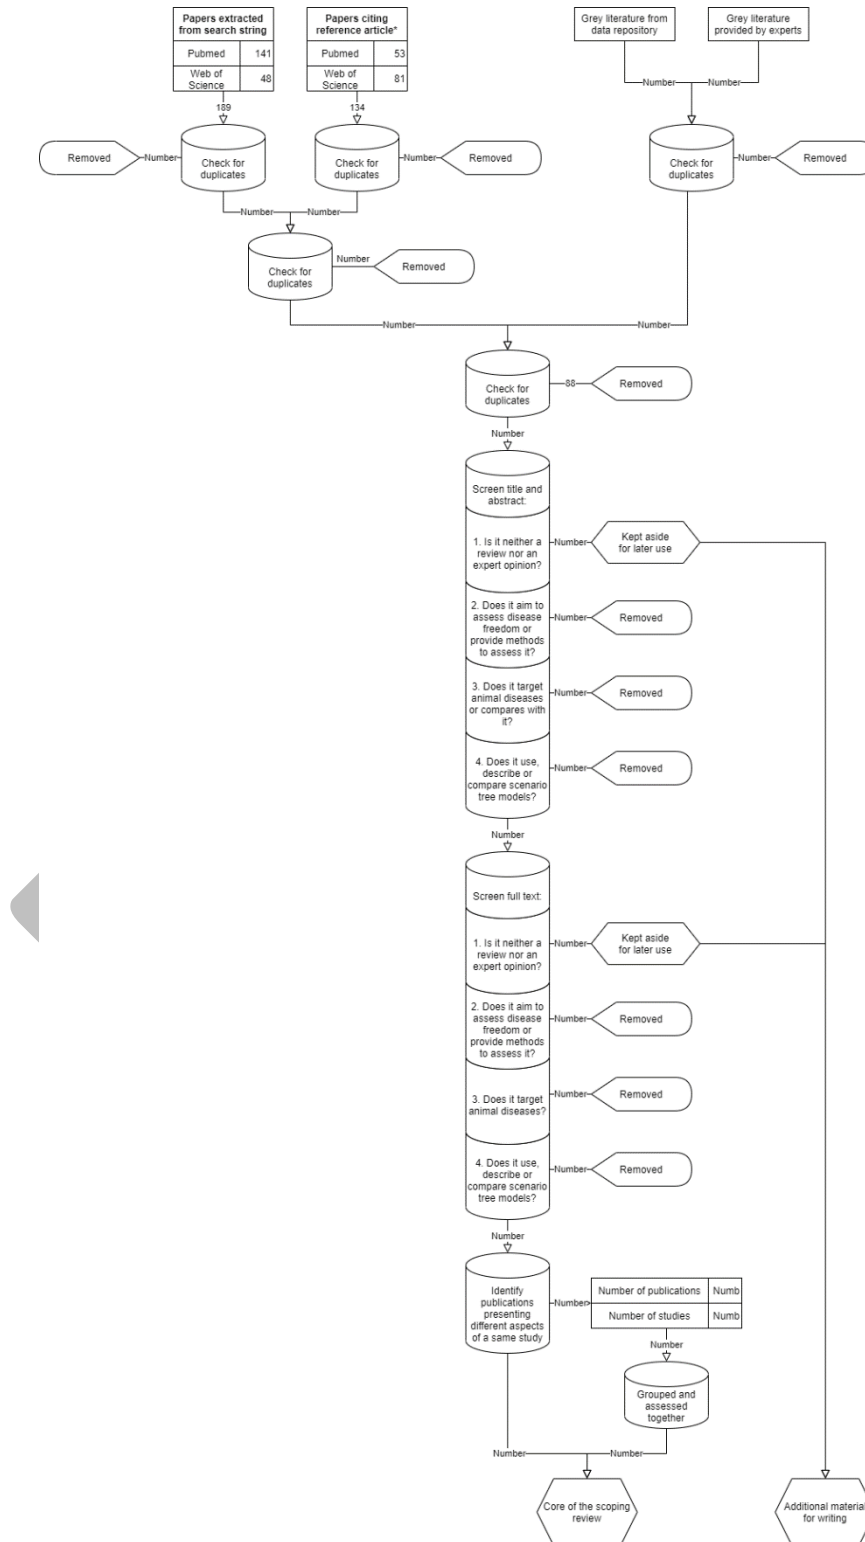 Papers extracted
from search string
Pubmed 141
Web of
Science 48
Papers citing
reference article*
Pubmed 53
Web of
Science 81
Grey literature from
data repository
Grey literature
provided by experts
Number
Number
189
134
Removed
Number
Check for
duplicates
Check for
duplicates
Number
Removed
Check for
duplicates
Number
Removed
Number
Number
Check for
duplicates
Number
Removed
Number
Number
Check for
duplicates
88
Removed
Number
Screen title and
abstract:
1. Is it neither a
review nor an
expert opinion?
Number
Kept aside
for later use
2. Does it aim to
assess disease
freedom or
provide methods
to assess it?
Number
Removed
3. Does it target
animal diseases
or compares with
it?
Number
Removed
4. Does it use,
describe or
compare scenario
tree models?
Number
Removed
Number
Screen full text:
1. Is it neither a
review nor an
expert opinion?
Number
Kept aside
for later use
2. Does it aim to
assess disease
freedom or
provide methods
to assess it?
Number
Removed
3. Does it target
animal diseases?
Number
Removed
4. Does it use,
describe or
compare scenario
tree models?
Number
Removed
Number
Identify
publications
presenting
different aspects
of a same study
Number
Number of publications Numb
Number of studies Numb
Number
Grouped and
assessed
together
Number
Number
Core of the scoping
review
Additional material
for writing